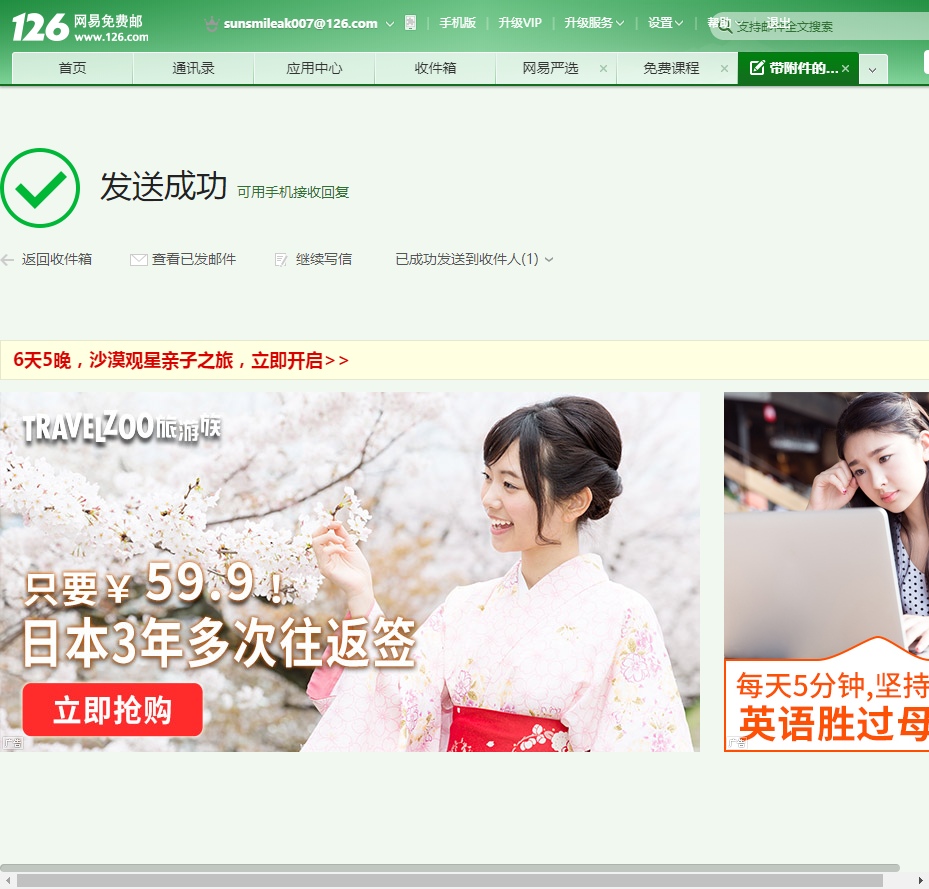 126 网易免费邮
www.126.com
sunsmileak007@126.com
手机版
升级VIP
升级服务
设置
帮助
退出
支持邮件全文搜索
首页
通讯录
应用中心
收件箱
网易严选
免费课程
带附件的...
发送成功 可用手机接收回复
返回收件箱
查看已发邮件
继续写信
已成功发送到收件人(1)
6天5晚，沙漠观星亲子之旅，立即开启>>
TRAVELZOO旅游族
只要¥59.9！
日本3年多次往返签
立即抢购
广告
每天5分钟,坚持
英语胜过母
广告